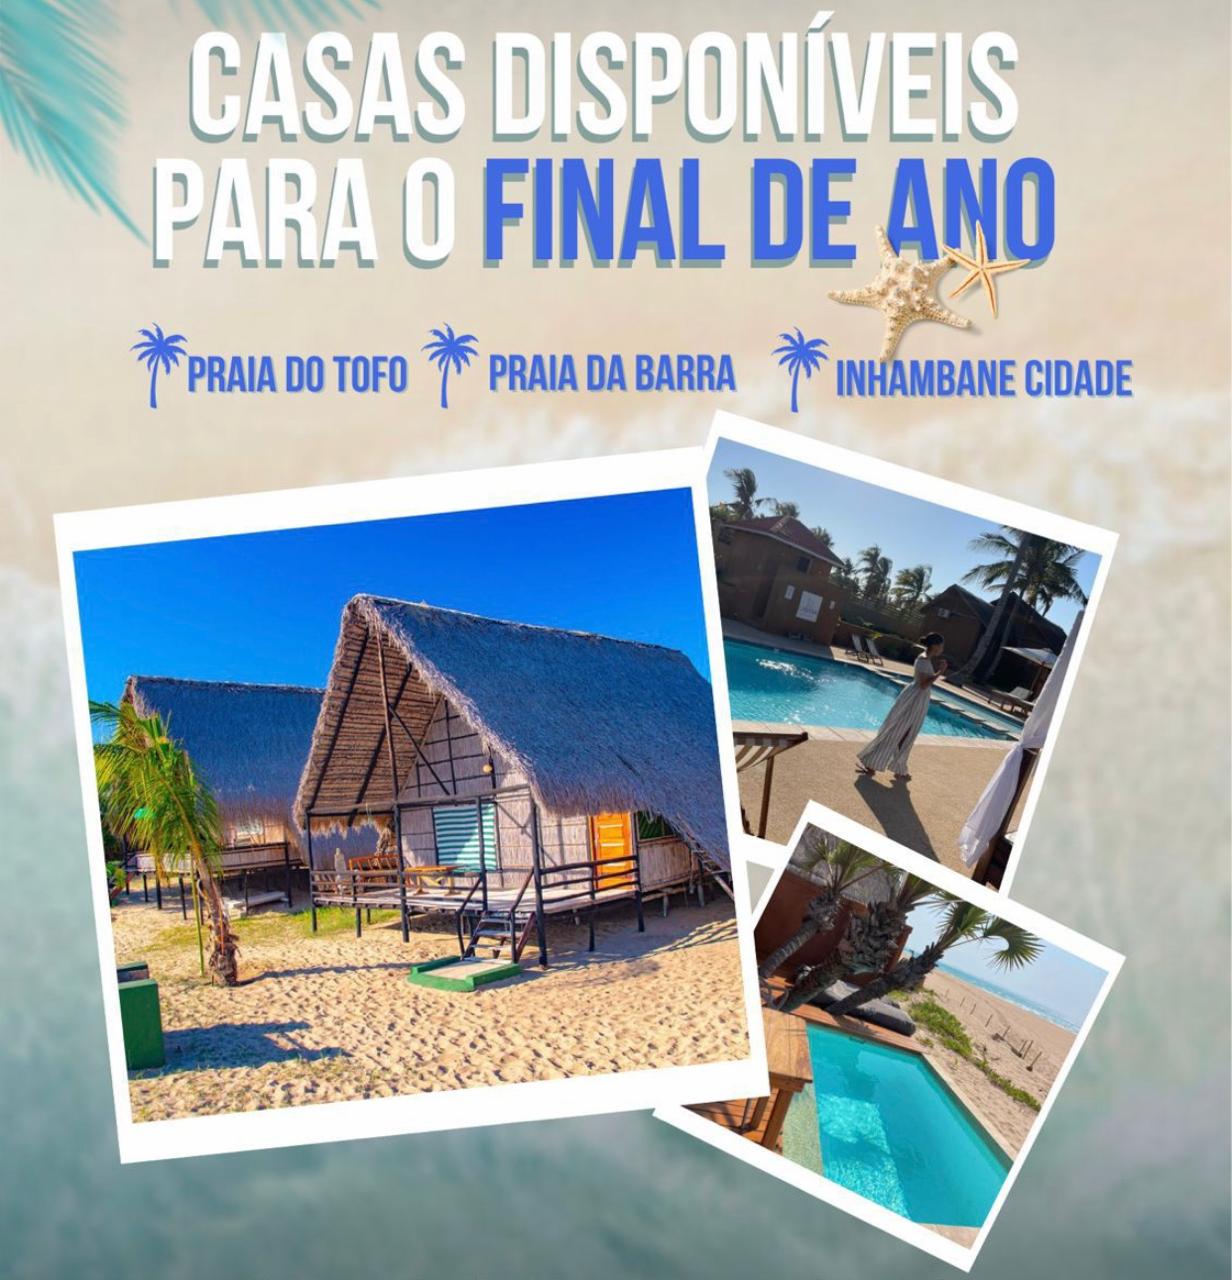 CASAS DISPONÍVEIS
PARA O FINAL DE ANO
PRAIA DO TOFO PRAIA DA BARRA INHAMBANE CIDADE